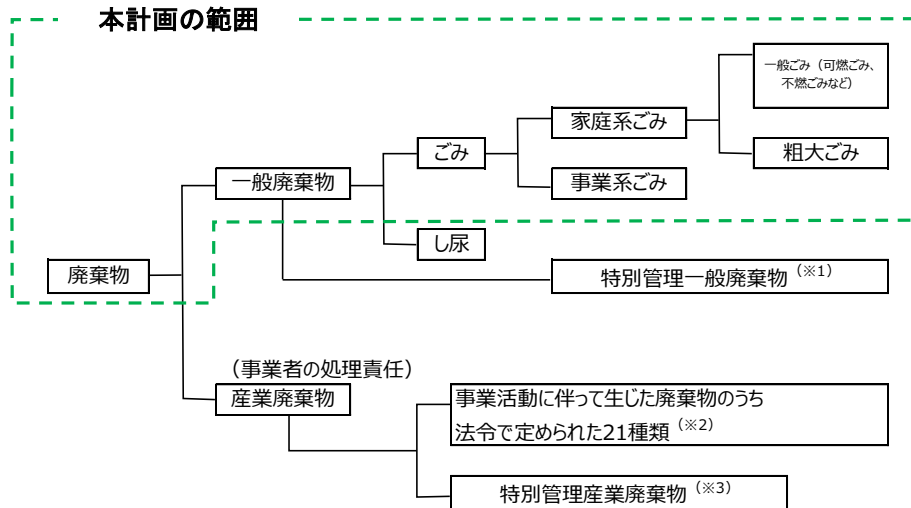 本計画の範囲
一般ごみ（可燃ごみ、
不燃ごみなど）
家庭系ごみ
ごみ
粗大ごみ
一般廃棄物
事業系ごみ
し尿
廃棄物
特別管理一般廃棄物（※1）
（事業者の処理責任）
産業廃棄物
事業活動に伴って生じた廃棄物のうち
法令で定められた21種類（※2）
特別管理産業廃棄物（※3）